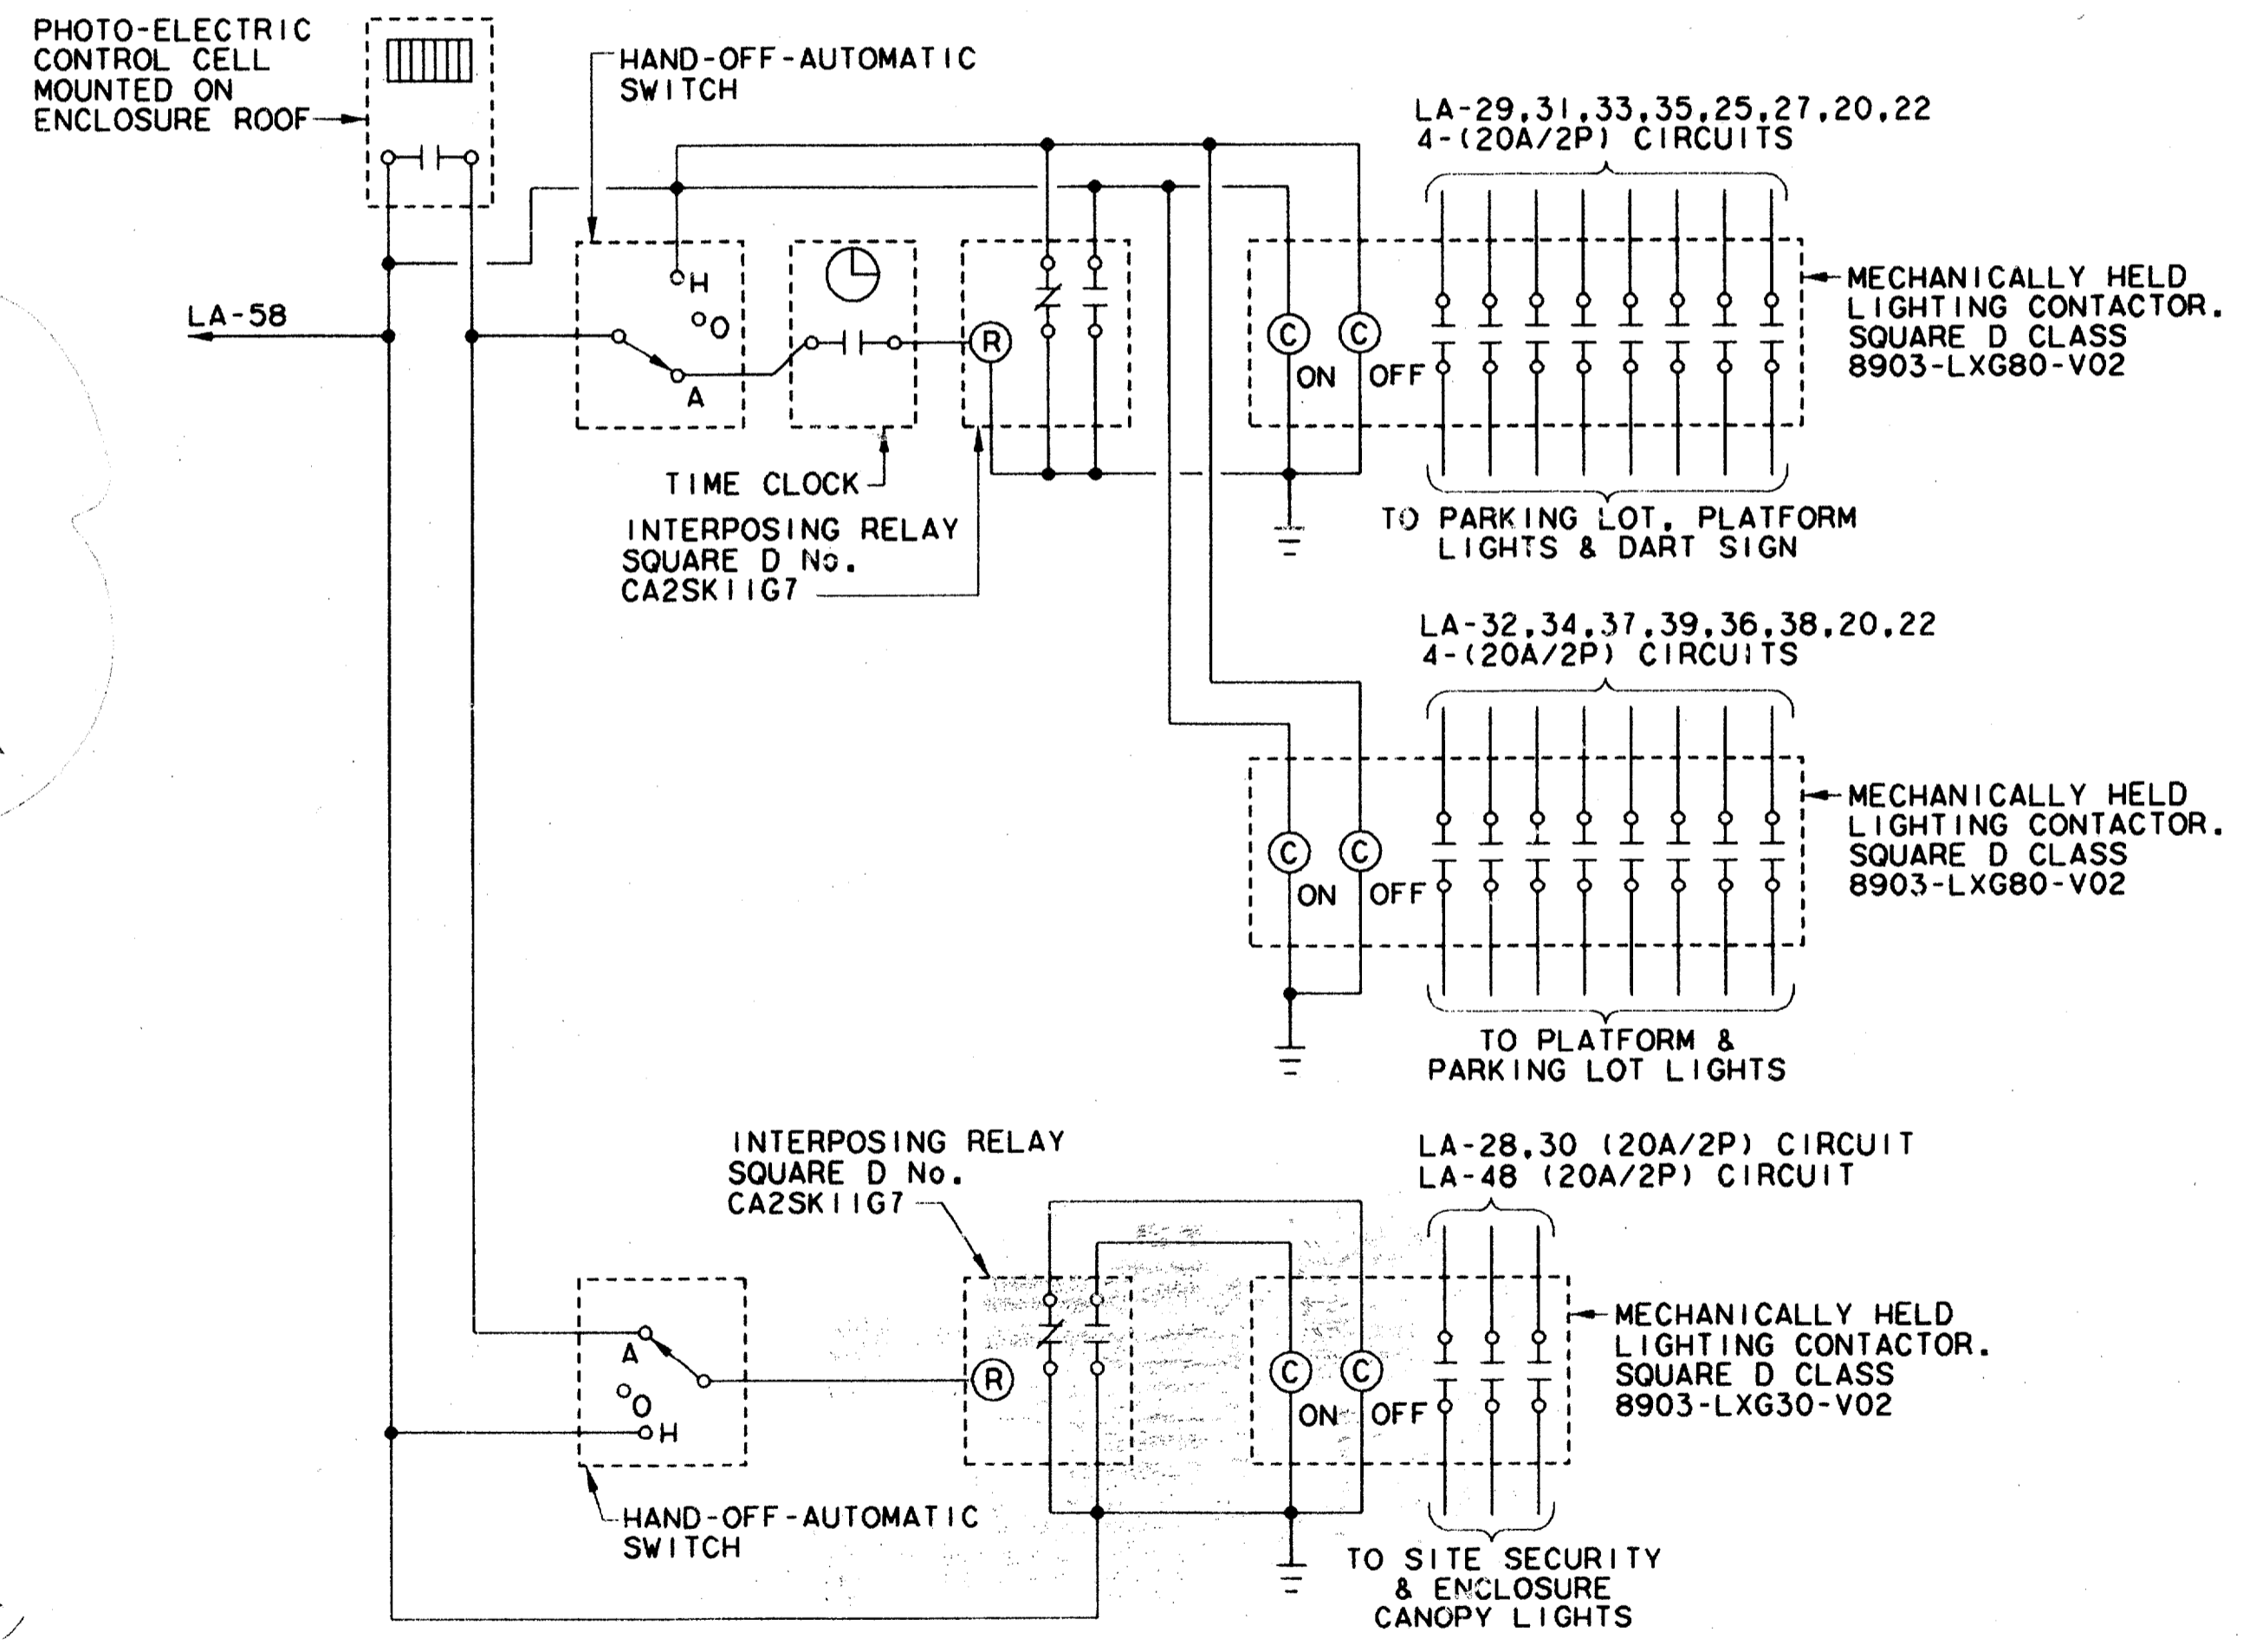 PHOTO-ELECTRIC
CONTROL CELL
MOUNTED ON
ENCLOSURE ROOF
HAND-OFF-AUTOMATIC
SWITCH
LA-29,31,33,35,25,27,20,22
4-(20A/2P) CIRCUITS
LA-58
H
O
A
R
C
C
ON
OFF
MECHANICALLY HELD
LIGHTING CONTACTOR.
SQUARE D CLASS
8903-LXG80-V02
TIME CLOCK
INTERPOSING RELAY
SQUARE D No.
CA2SK11G7
TO PARKING LOT, PLATFORM
LIGHTS & DART SIGN
LA-32,34,37,39,36,38,20,22
4-(20A/2P) CIRCUITS
C
C
ON
OFF
MECHANICALLY HELD
LIGHTING CONTACTOR.
SQUARE D CLASS
8903-LXG80-V02
TO PLATFORM &
PARKING LOT LIGHTS
INTERPOSING RELAY
SQUARE D No.
CA2SK11G7
LA-28,30 (20A/2P) CIRCUIT
LA-48 (20A/2P) CIRCUIT
A
O
H
R
C
C
ON
OFF
MECHANICALLY HELD
LIGHTING CONTACTOR.
SQUARE D CLASS
8903-LXG30-V02
HAND-OFF-AUTOMATIC
SWITCH
TO SITE SECURITY
& ENCLOSURE
CANOPY LIGHTS